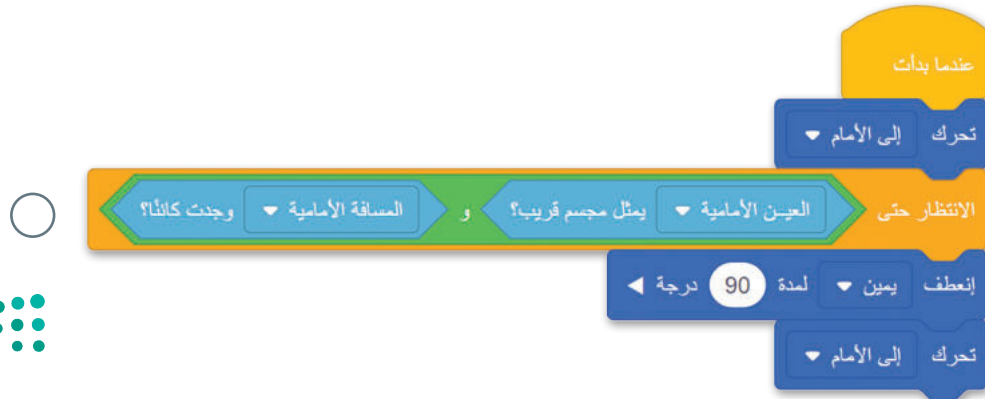 عندما بدأت
تحرك إلى الأمام
الانتظار حتى العين الأمامية يمثل مجسم قريب؟ و المسافة الأمامية وجدت كائنًا؟
إنعطف يمين لمدة 90 درجة
تحرك إلى الأمام